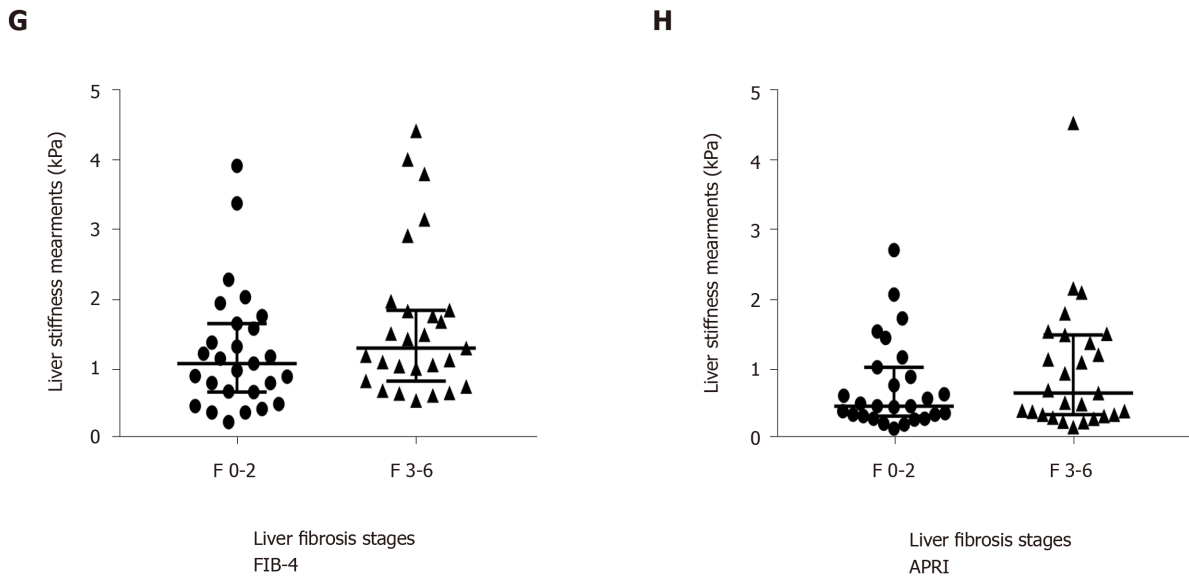 G
H
Liver stiffness mearments (kPa)
5
4
3
2
1
0
F 0-2
F 3-6
Liver fibrosis stages
FIB-4
Liver stiffness mearments (kPa)
5
4
3
2
1
0
F 0-2
F 3-6
Liver fibrosis stages
APRI